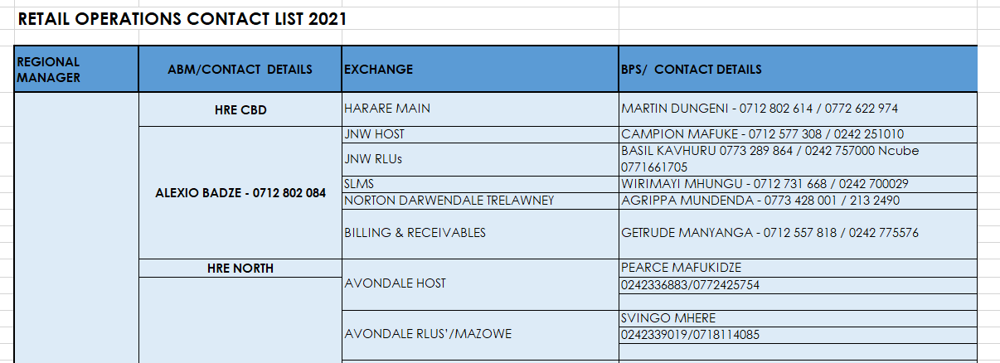 RETAIL OPERATIONS CONTACT LIST 2021
REGIONAL
MANAGER
ABM/CONTACT DETAILS
EXCHANGE
BPS/ CONTACT DETAILS
HRE CBD
HARARE MAIN
MARTIN DUNGENI - 0712 802 614 / 0772 622 974
ALEXIO BADZE - 0712 802 084
JNW HOST
CAMPION MAFUKE - 0712 577 308 / 0242 251010
JNW RLUs
BASIL KAVHURU 0773 289 864 / 0242 757000 Ncube
0771661705
SLMS
WIRIMAYI MHUNGU - 0712 731 668 / 0242 700029
NORTON DARWENDALE TRELAWNEY
AGRIPPA MUNDENDA - 0773 428 001 / 213 2490
BILLING & RECEIVABLES
GETRUDE MANYANGA - 0712 557 818 / 0242 775576
HRE NORTH
AVONDALE HOST
PEARCE MAFUKIDZE
0242336883/0772425754
AVONDALE RLUS'/MAZOWE
SVINGO MHERE
0242339019/0718114085